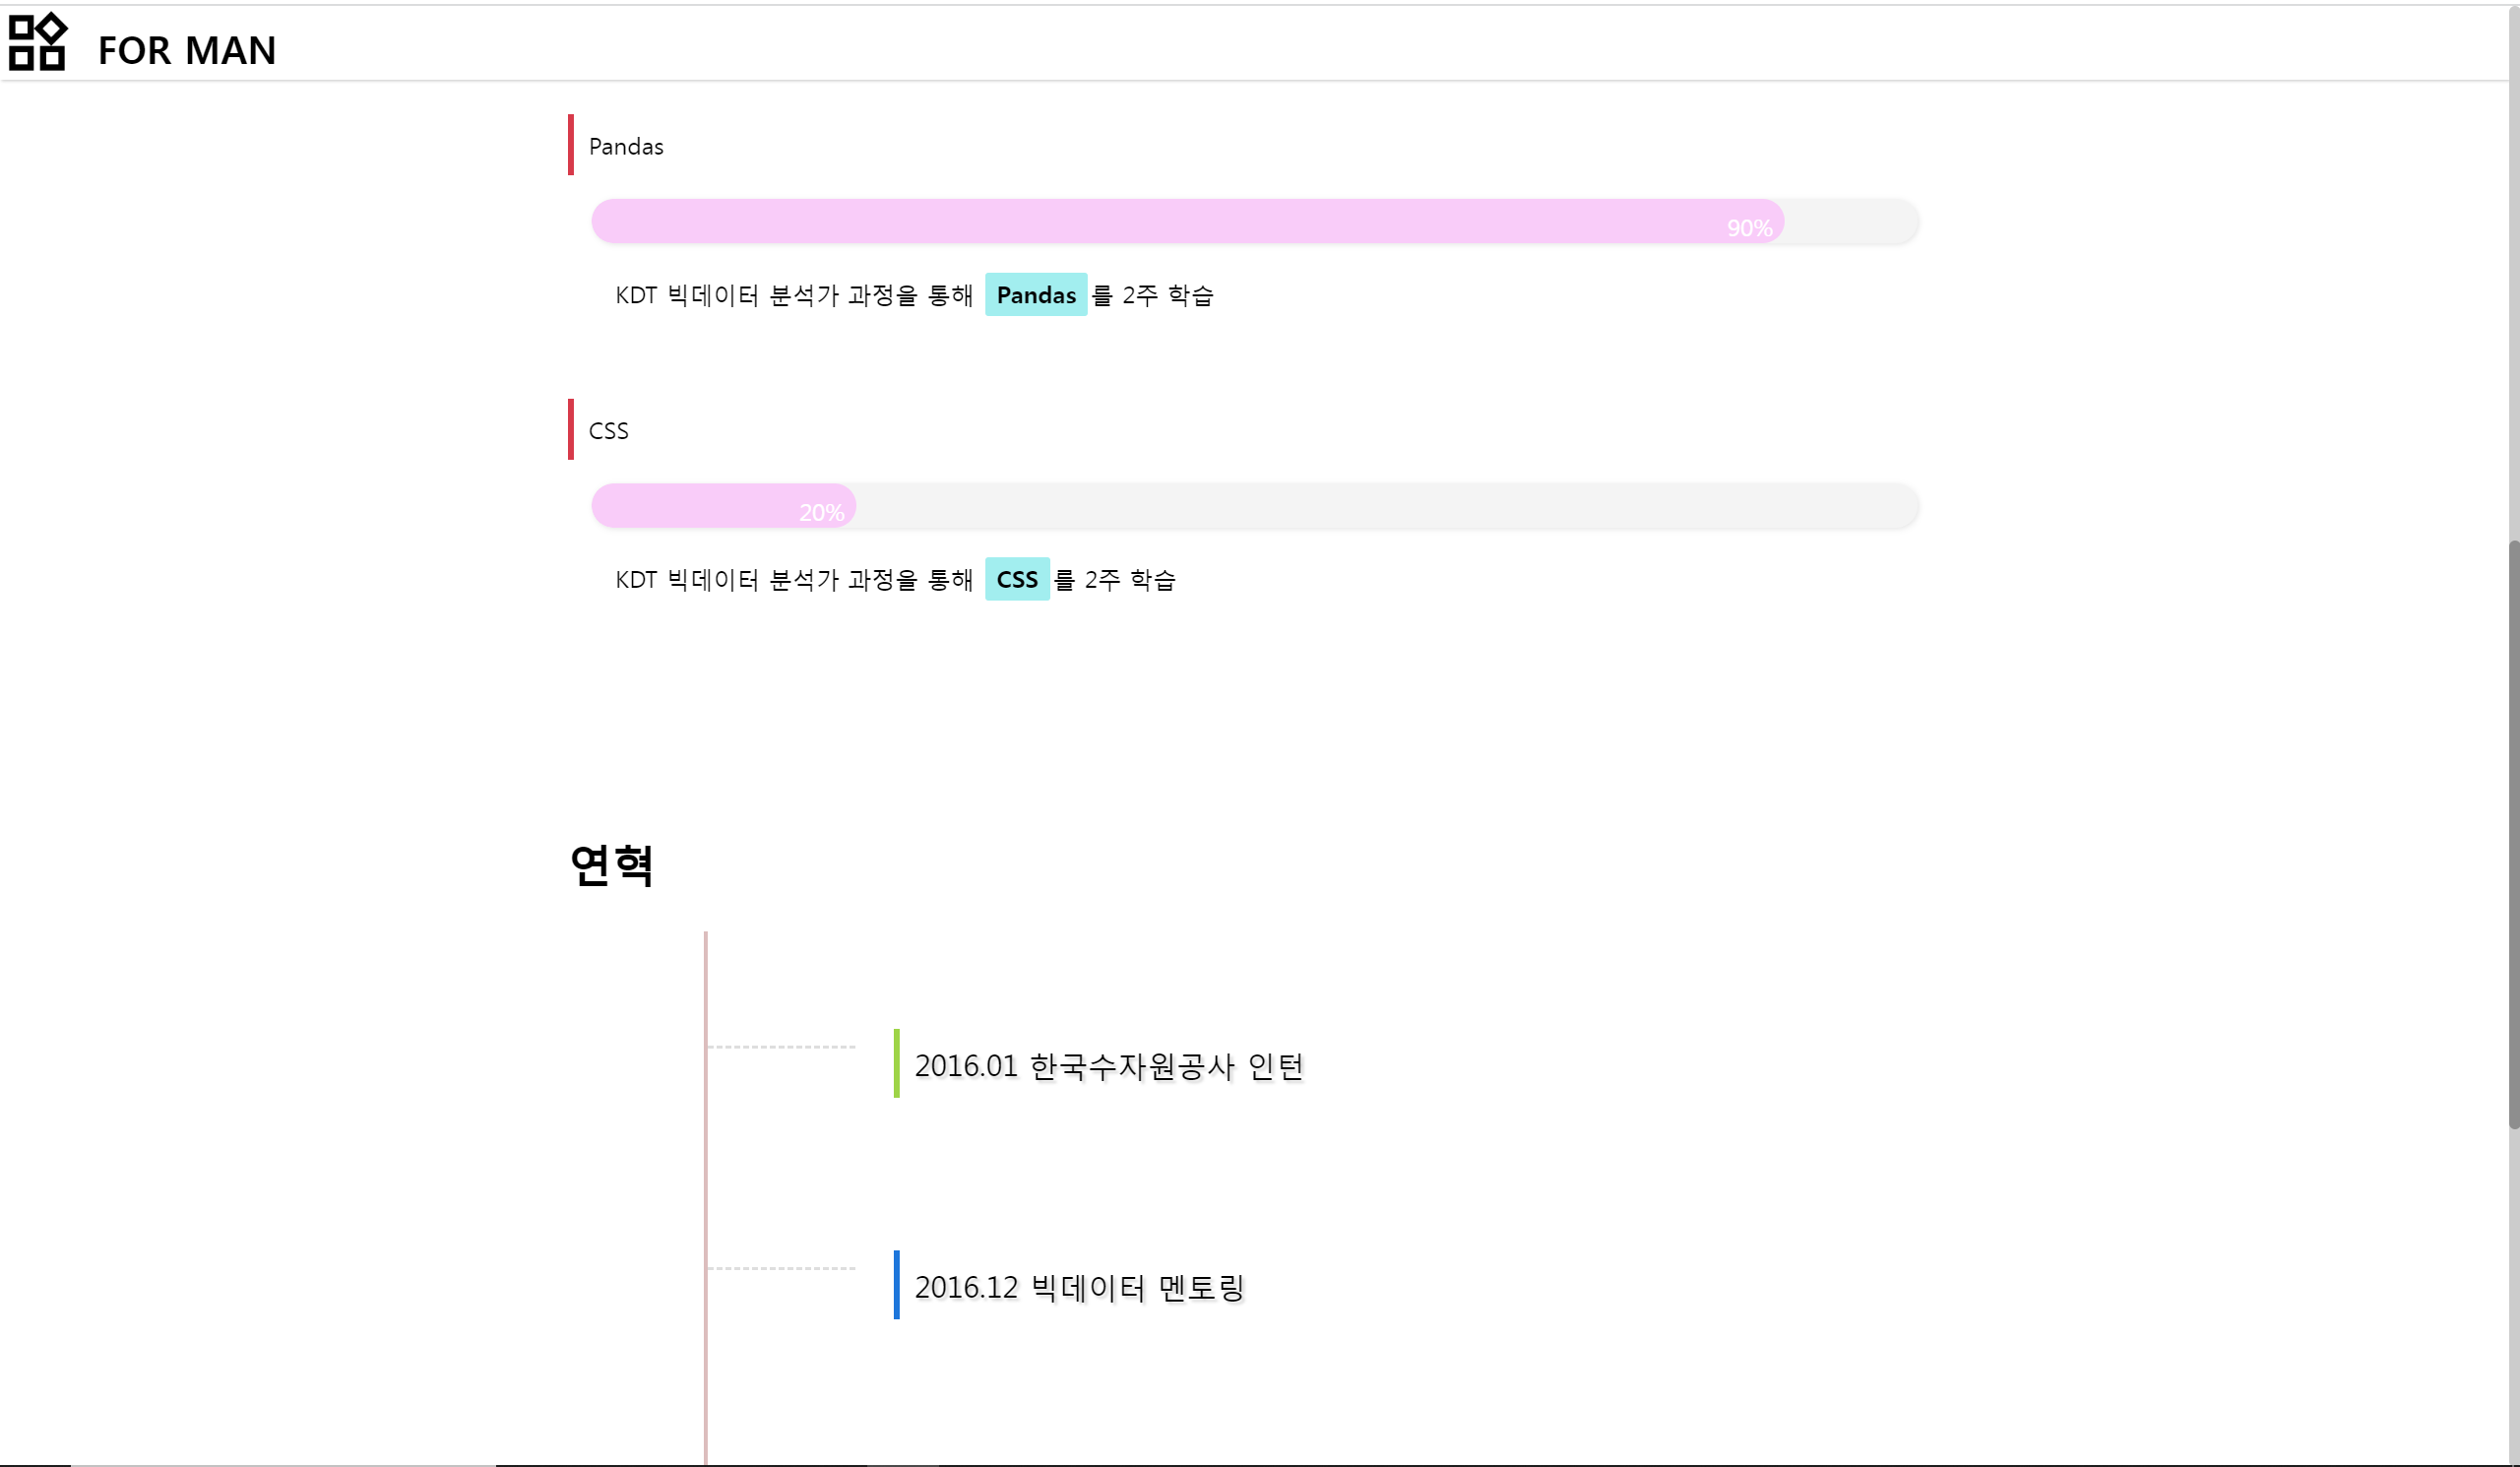 FOR MAN
Pandas
90%
KDT 빅데이터 분석가 과정을 통해 Pandas 를 2주 학습
CSS
20%
KDT 빅데이터 분석가 과정을 통해 CSS 를 2주 학습
연혁
2016.01 한국수자원공사 인턴
2016.12 빅데이터 멘토링